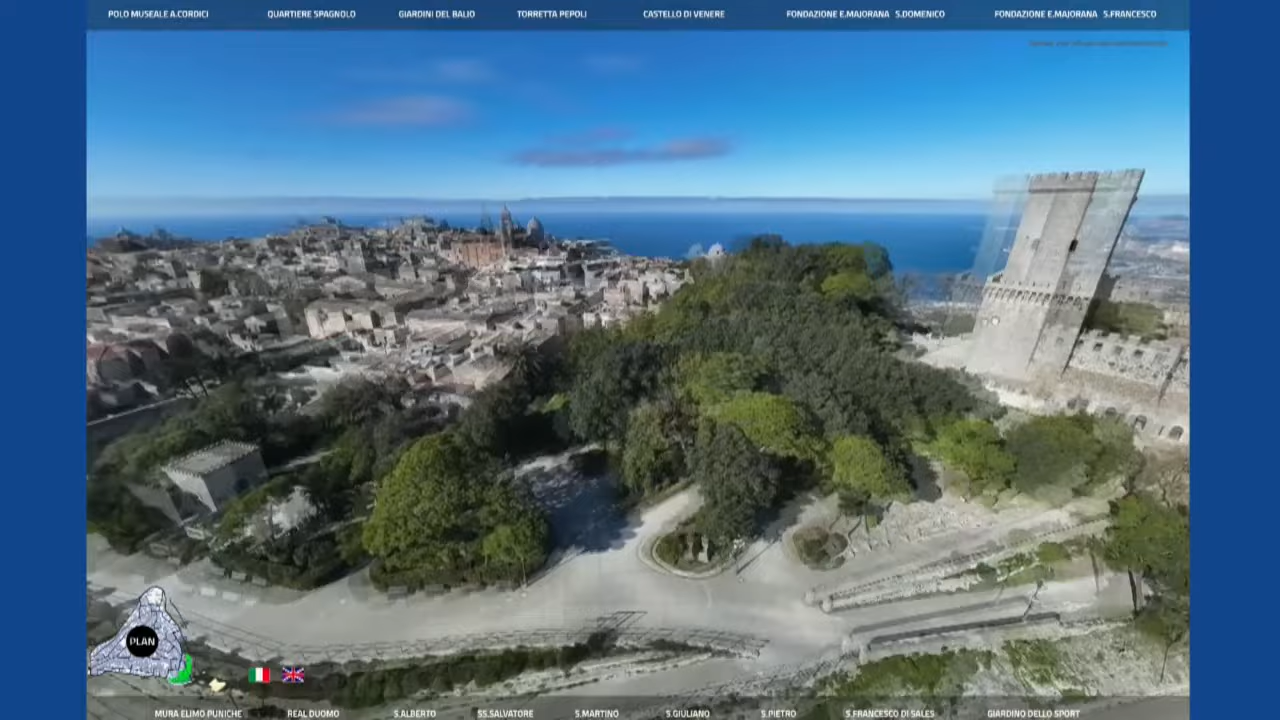 POLO MUSEALE A.CORDICI QUARTIERE SPAGNOLO GIARDINI DEL BALIO TORRETTA PEPOLI CASTELLO DI VENERE FONDAZIONE E.MAJORANA S.DOMENICO FONDAZIONE E.MAJORANA S.FRANCESCO
PLAN
MURA ELIMO PUNICHE REAL DUOMO S.ALBERTO SS.SALVATORE S.MARTINO S.GIULIANO S.PIETRO S.FRANCESCO DI SALES GIARDINO DELLO SPORT